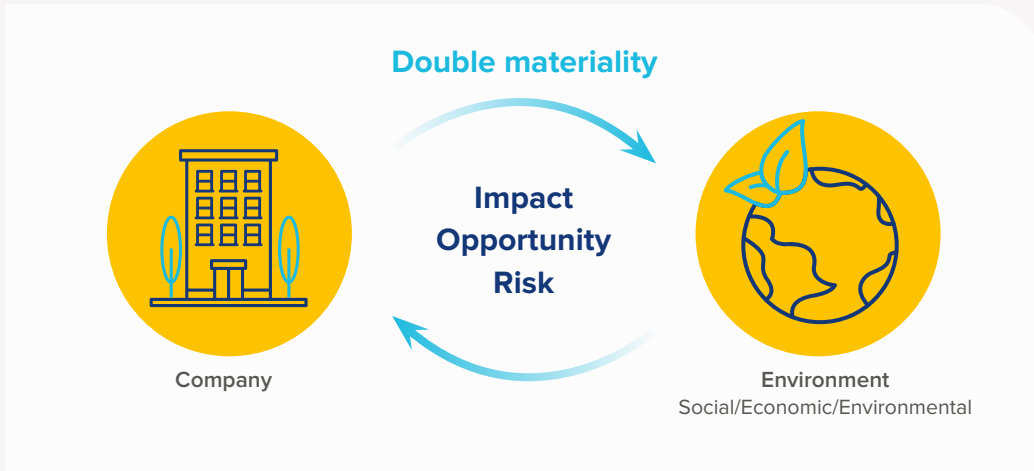 Double materiality
Impact
Opportunity
Risk
Company
Environment
Social/Economic/Environmental